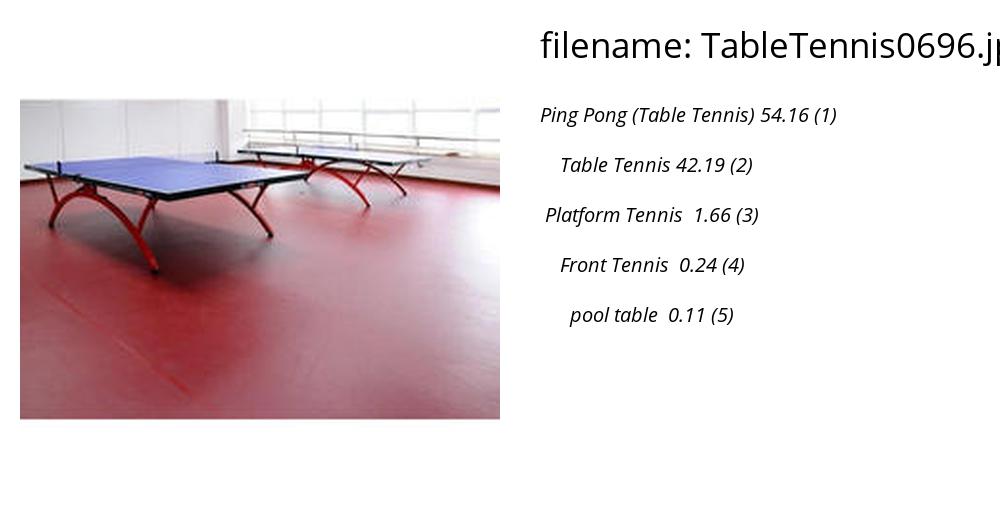 filename: TableTennis0696.jp
Ping Pong (Table Tennis) 54.16 (1)
Table Tennis 42.19 (2)
Platform Tennis 1.66 (3)
Front Tennis 0.24 (4)
pool table 0.11 (5)